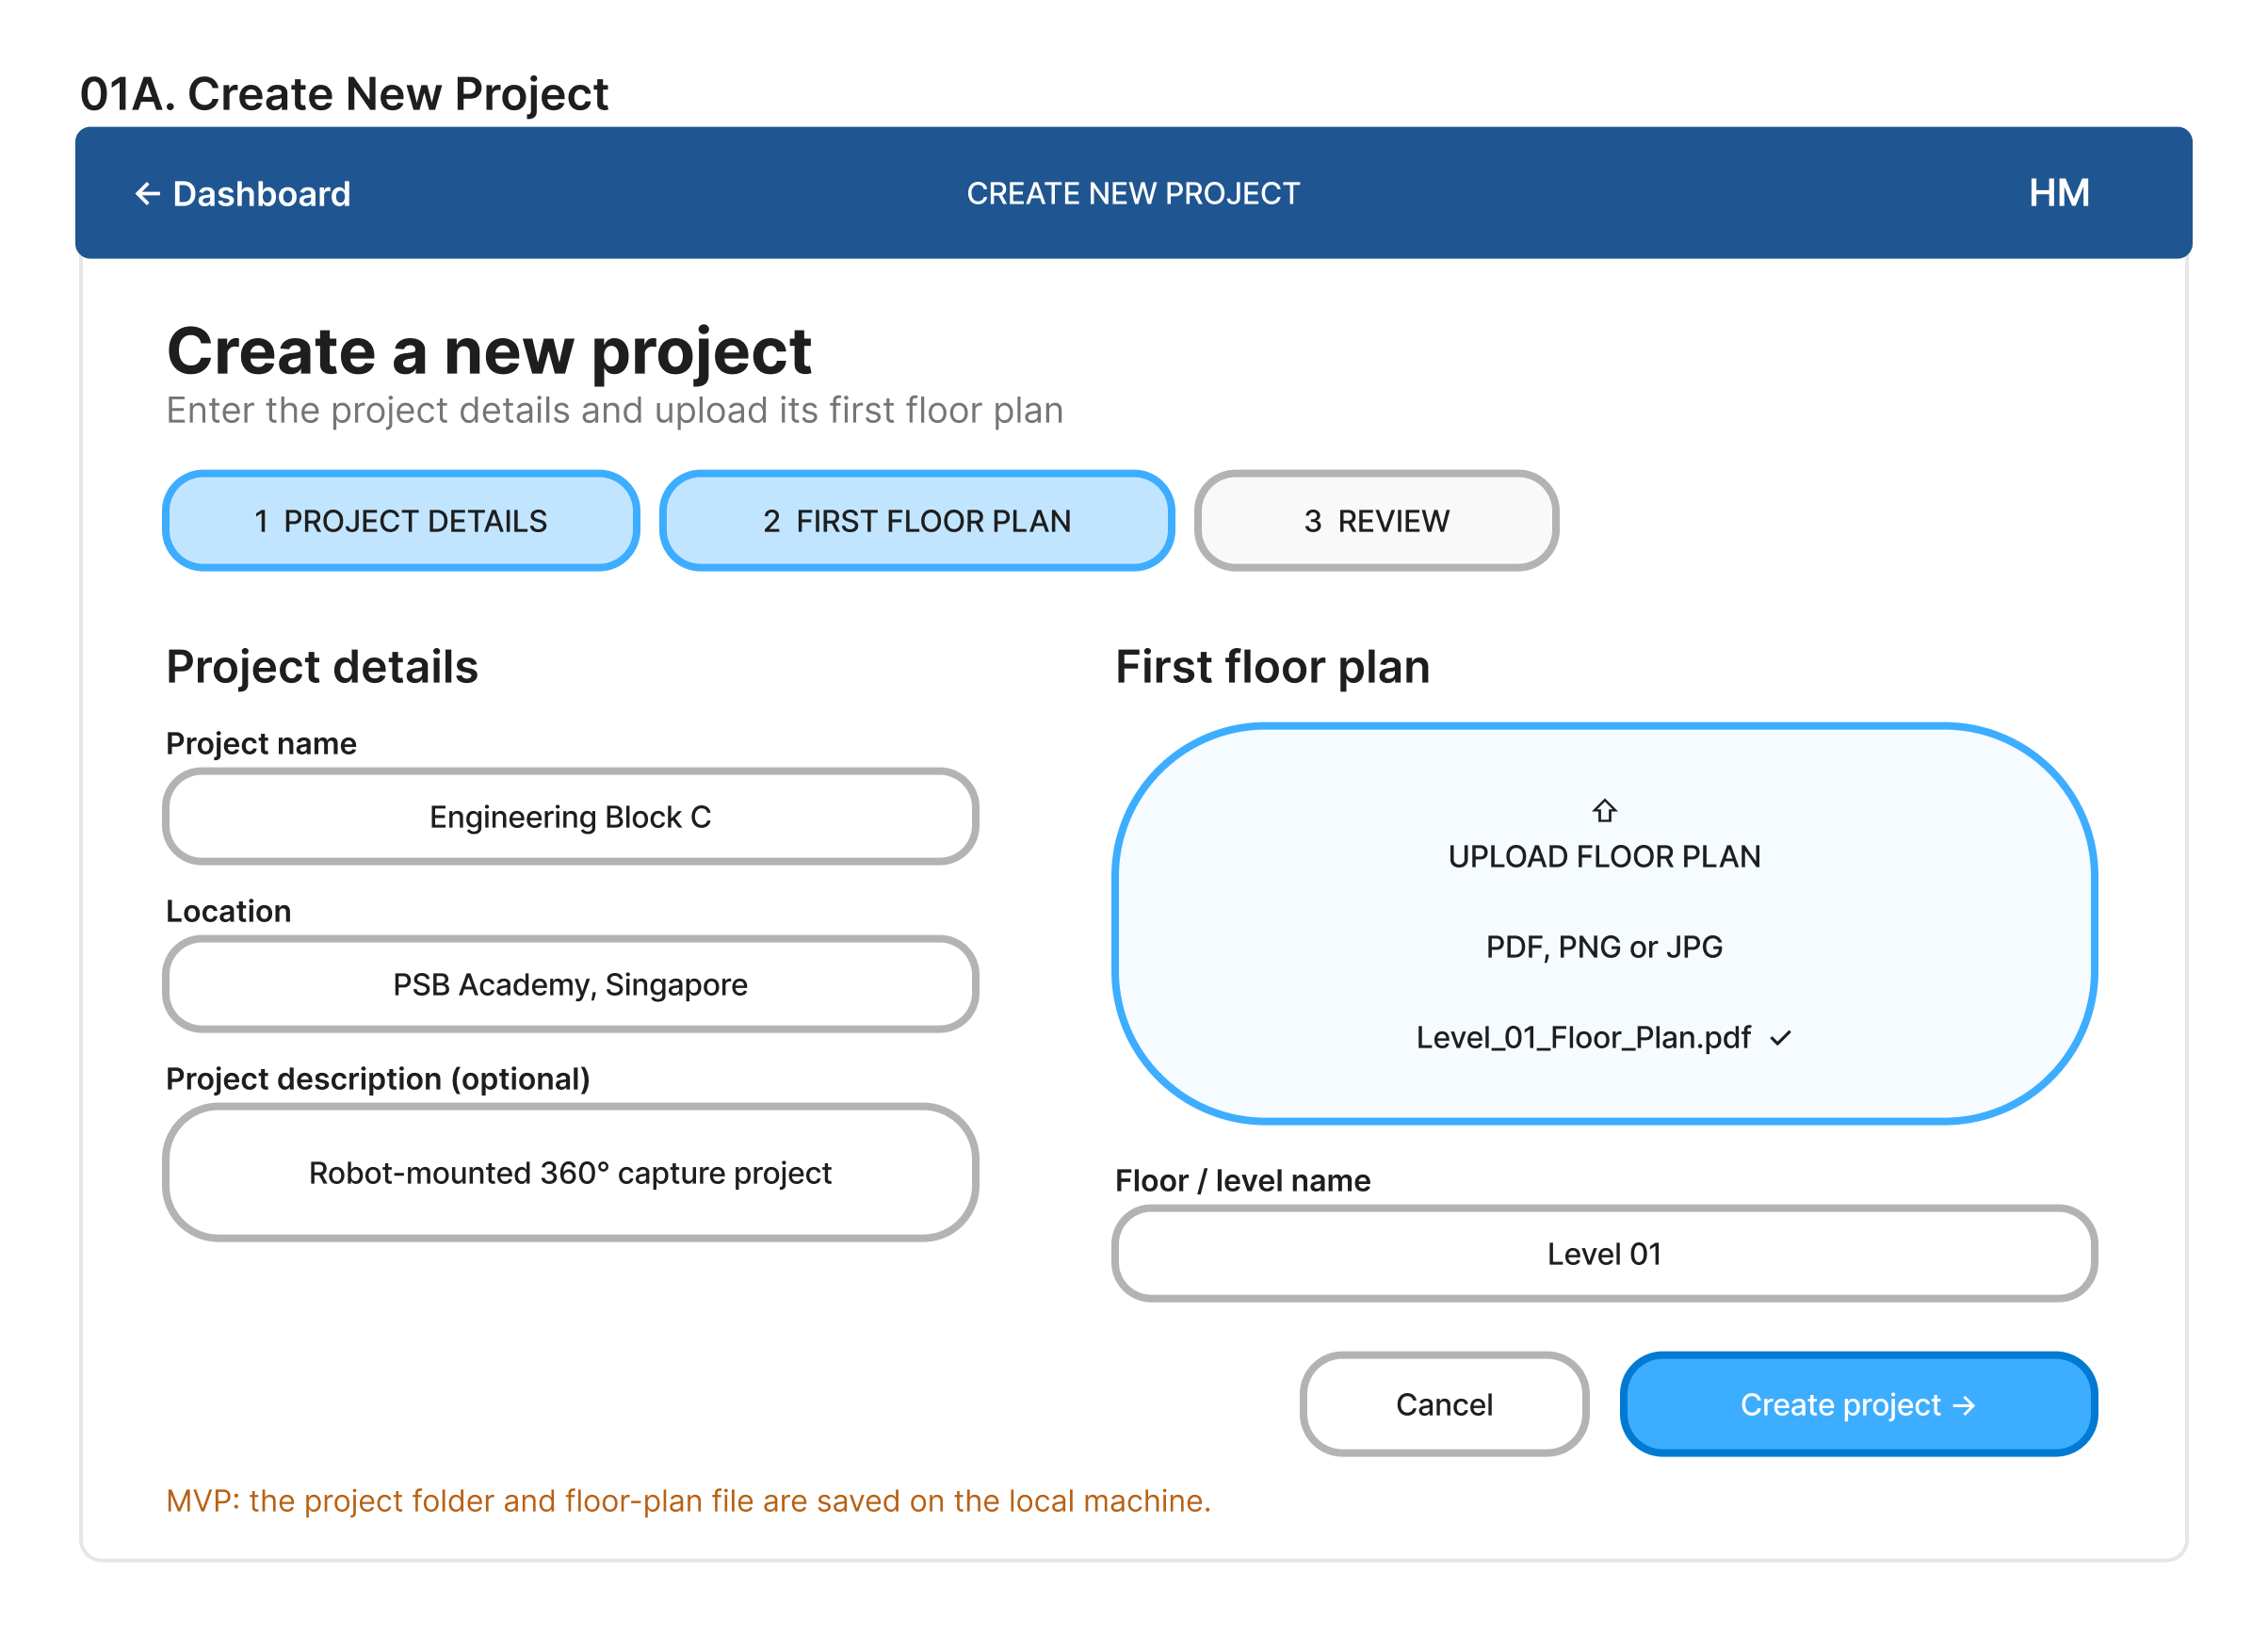 01A. Create New Project
← Dashboard
CREATE NEW PROJECT
HM
Create a new project
Enter the project details and upload its first floor plan
1 PROJECT DETAILS
2 FIRST FLOOR PLAN
3 REVIEW
Project details
Project name
Engineering Block C
Location
PSB Academy, Singapore
Project description (optional)
Robot-mounted 360° capture project
First floor plan
⇧
UPLOAD FLOOR PLAN
PDF, PNG or JPG
Level_01_Floor_Plan.pdf ✓
Floor / level name
Level 01
Cancel
Create project →
MVP: the project folder and floor-plan file are saved on the local machine.